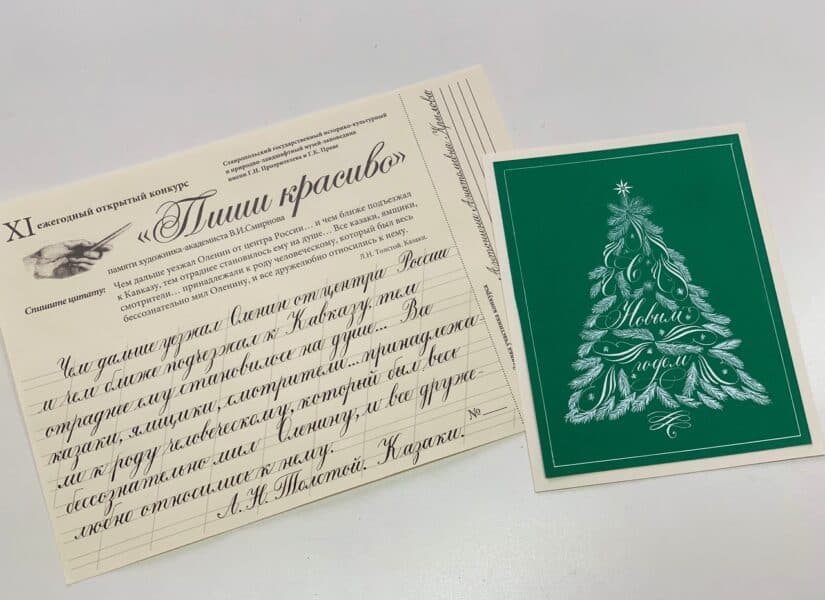 XI ежегодный открытый конкурс
Ставропольский государственный историко-культурный
и природно-ландшафтный музей-заповедник
имени Г.Н. Прозрителева и Г.К. Праве
«Пиши красиво»
памяти художника-академиста В.И.Смирнова
Спишите цитату:
Чем дальше уезжал Оленин от центра России… и чем ближе подъезжал
к Кавказу, тем отраднее становилось ему на душе… Все казаки, ямщики,
смотрители… принадлежали к роду человеческому, который был весь
бессознательно мил Оленину, и все дружелюбно относились к нему.
Л.Н. Толстой. Казаки.
Чем дальше уезжал Оленин от центра России
и чем ближе подъезжал к Кавказу, тем
отраднее ему становилось на душе... Все
казаки, ямщики, смотрители... принадлежа-
ли к роду человеческому, который был весь
бессознательно мил Оленину, и все друже-
любно относились к нему.
Л. Н. Толстой. Казаки.
№
участника конкурса
Анатольевна Крылова
С
Новым
годом